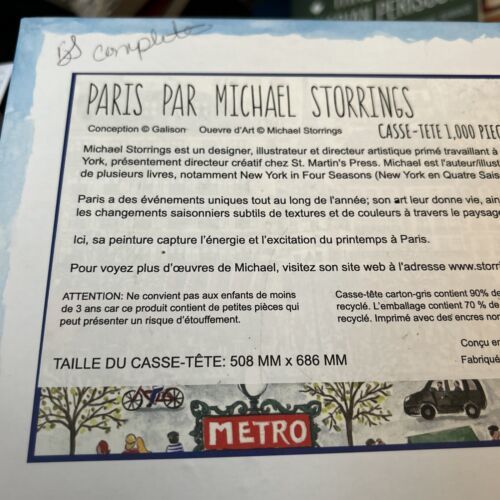 is complete
PARIS PAR MICHAEL STORRINGS
Conception © Galison Ouevre d'Art © Michael Storrings CASSE-TETE 1,000 PIEC
Michael Storrings est un designer, illustrateur et directeur artistique primé travaillant à
York, présentement directeur créatif chez St. Martin's Press. Michael est l'auteur/illust
de plusieurs livres, notamment New York in Four Seasons (New York en Quatre Sais
Paris a des événements uniques tout au long de l'année; son art leur donne vie, ain
les changements saisonniers subtils de textures et de couleurs à travers le paysage
Ici, sa peinture capture l'énergie et l'excitation du printemps à Paris.
Pour voyez plus d'œuvres de Michael, visitez son site web à l'adresse www.storri
ATTENTION: Ne convient pas aux enfants de moins
de 3 ans car ce produit contient de petites pièces qui
peut présenter un risque d'étouffement.
Casse-tête carton-gris contient 90% de
recyclé. L'emballage contient 70 % de
recyclé. Imprimé avec des encres non
Conçu en
Fabriqué
TAILLE DU CASSE-TÊTE: 508 MM x 686 MM
METRO